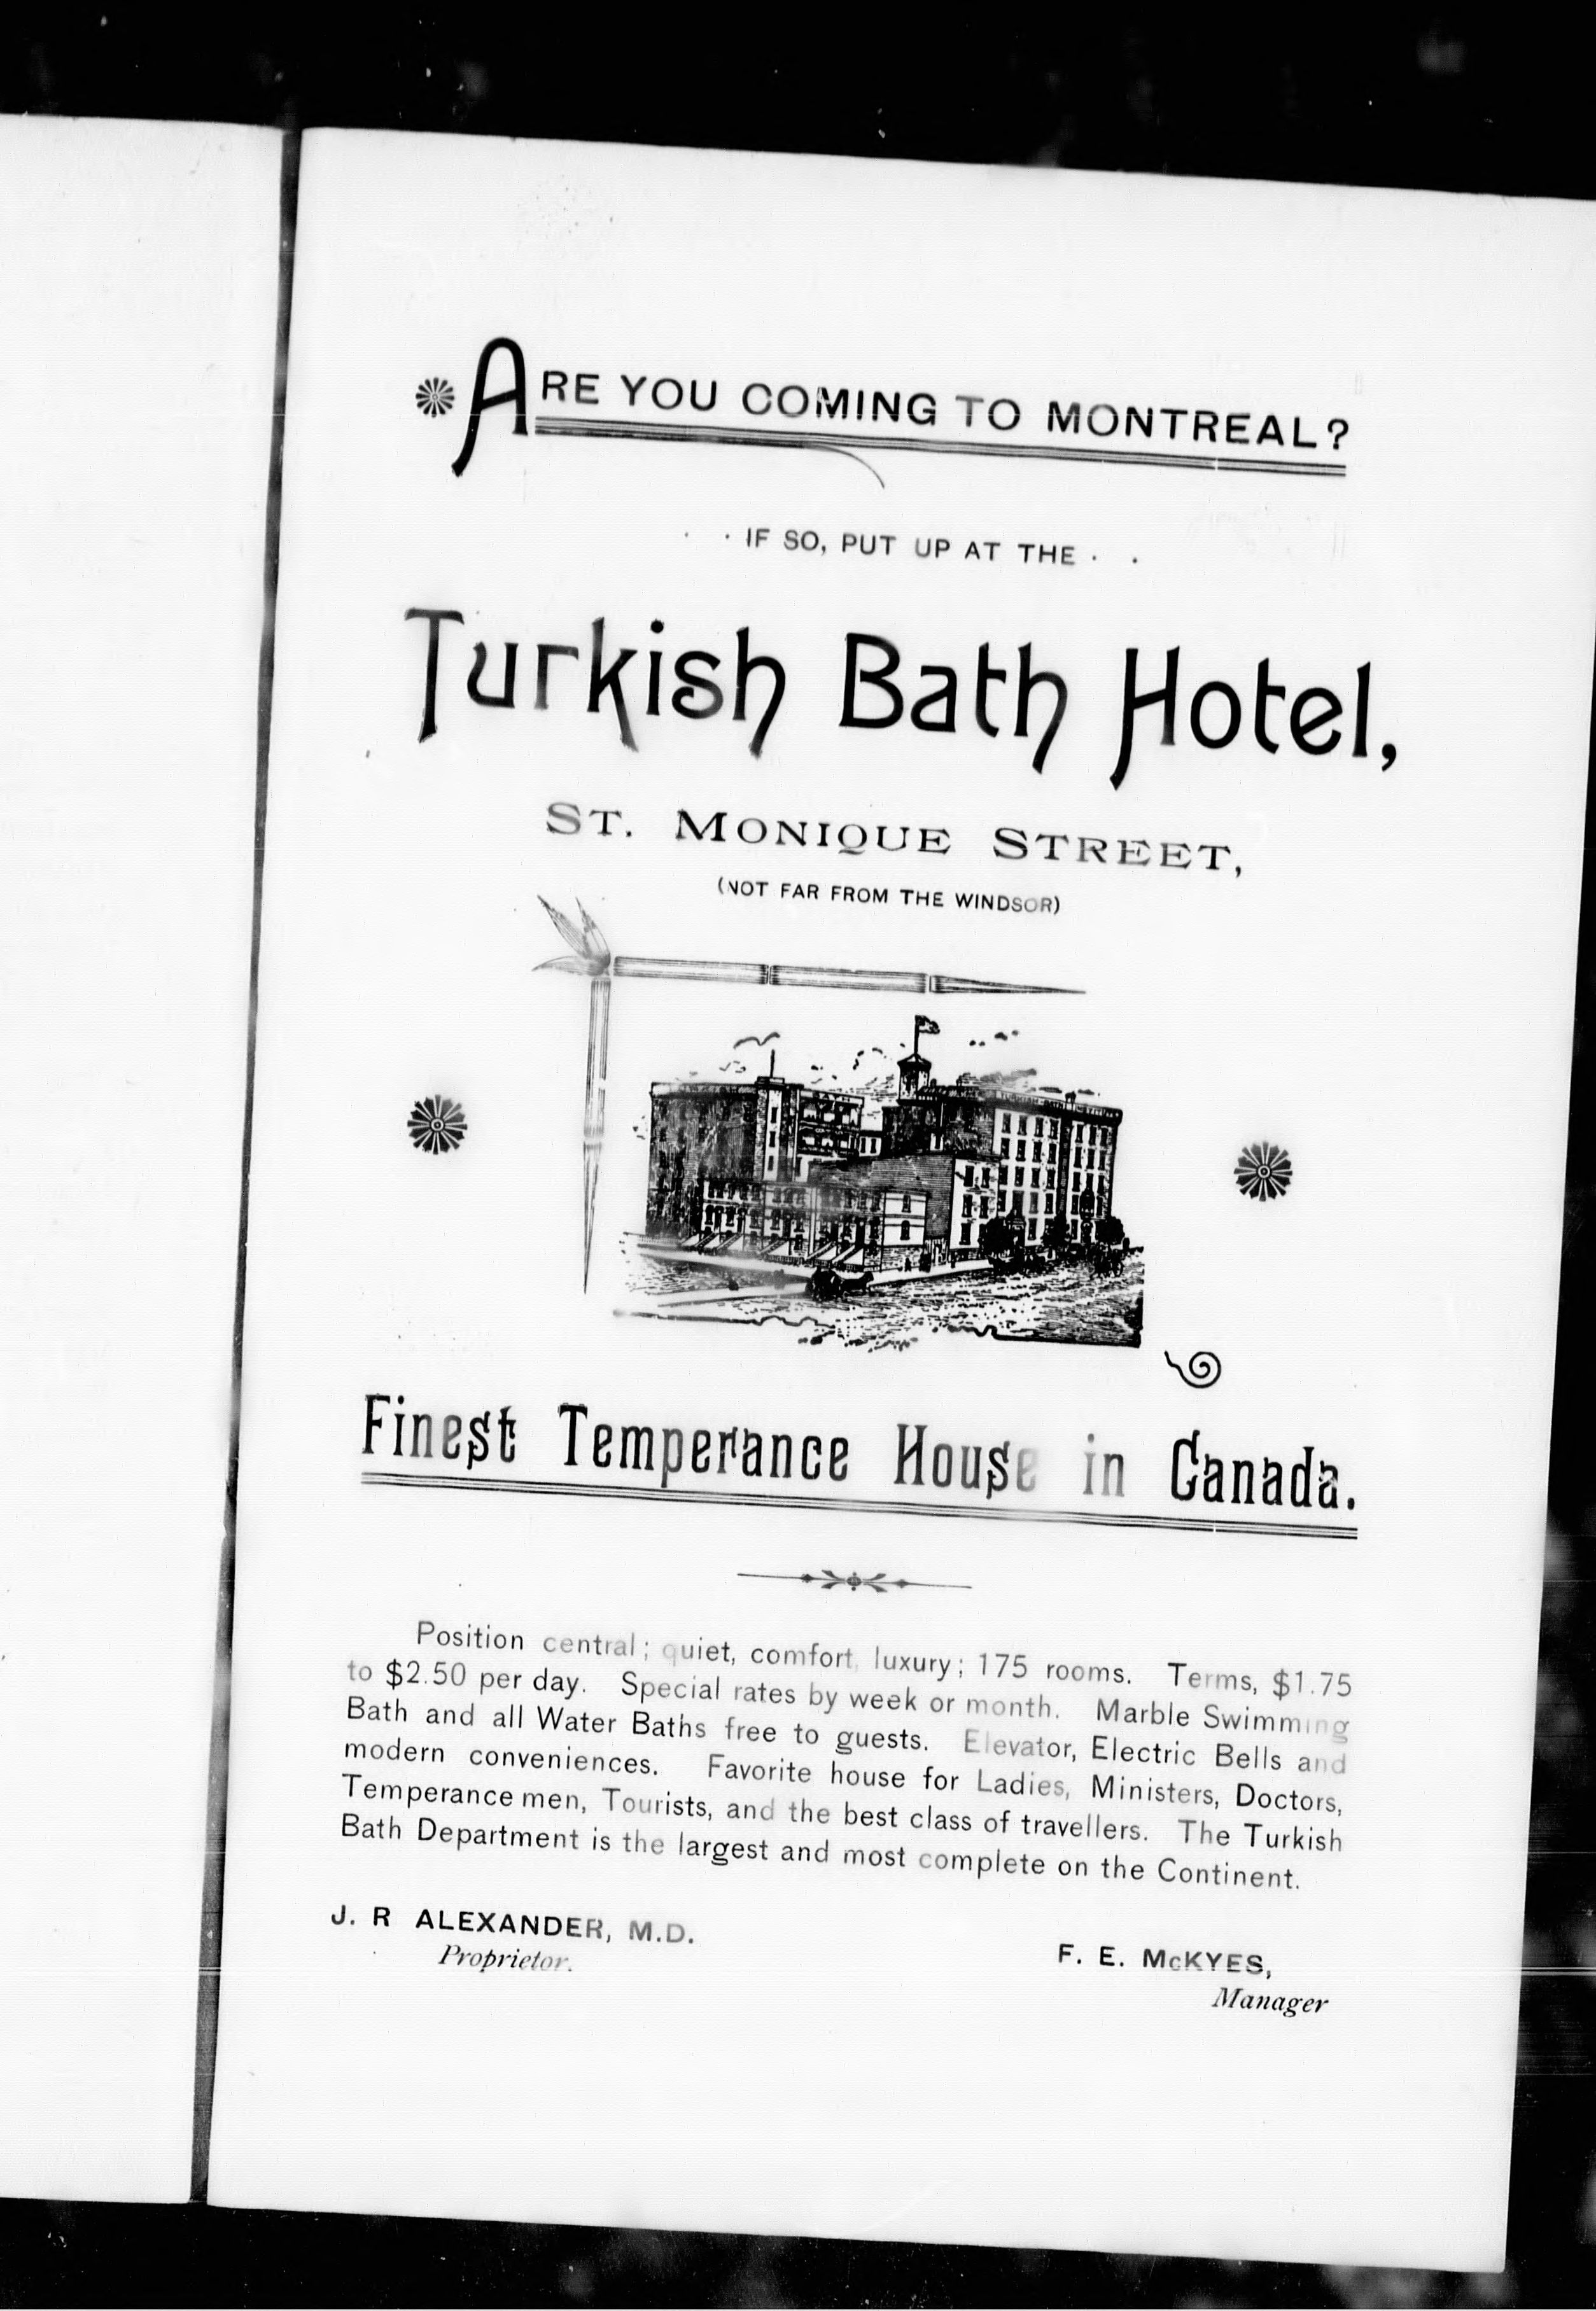 ARE YOU COMING TO MONTREAL?
· · IF SO, PUT UP AT THE · ·
Turkish Bath Hotel,
ST. MONIQUE STREET,
(NOT FAR FROM THE WINDSOR)
Finest Temperance House in Canada.
Position central; quiet, comfort, luxury; 175 rooms. Terms, $1.75
to $2.50 per day. Special rates by week or month. Marble Swimming
Bath and all Water Baths free to guests. Elevator, Electric Bells and
modern conveniences. Favorite house for Ladies, Ministers, Doctors,
Temperance men, Tourists, and the best class of travellers. The Turkish
Bath Department is the largest and most complete on the Continent.
J. R ALEXANDER, M.D.
Proprietor.
F. E. McKYES,
Manager